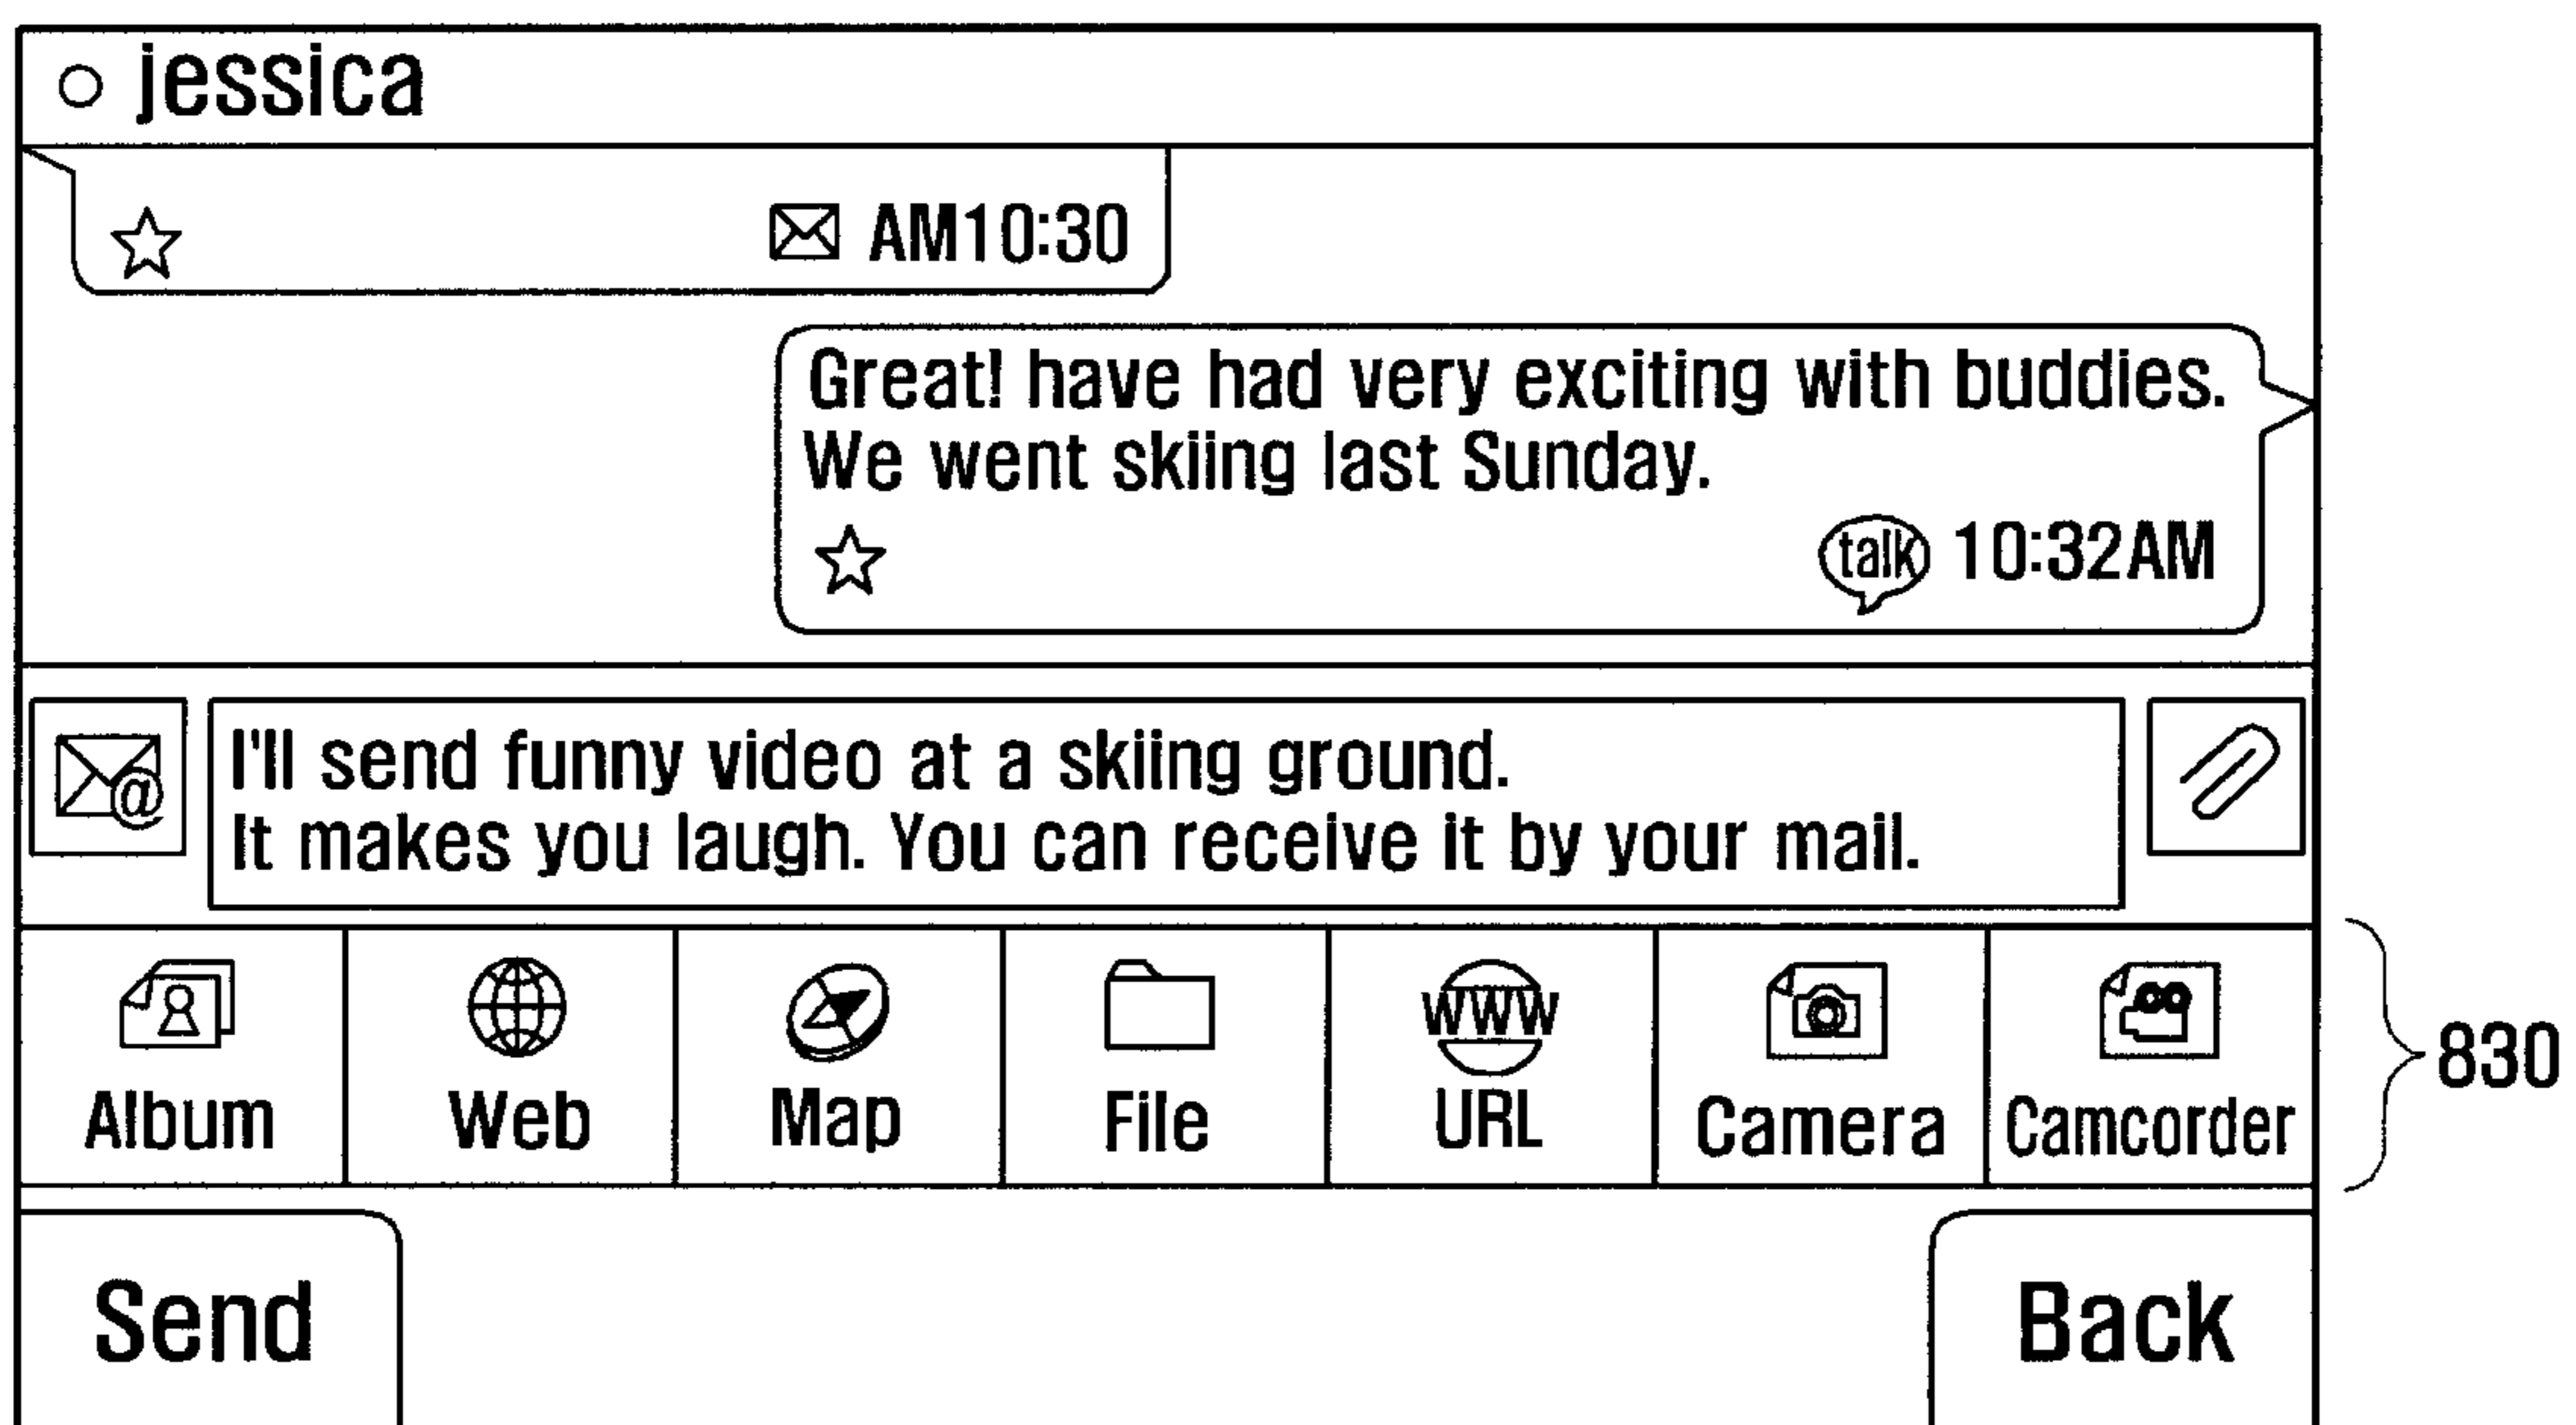 jessica
AM10:30
Great! have had very exciting with buddies.
We went skiing last Sunday.
talk 10:32AM
I'll send funny video at a skiing ground.
It makes you laugh. You can receive it by your mail.
@
WWW
Album Web Map File URL Camera Camcorder
830
Send Back